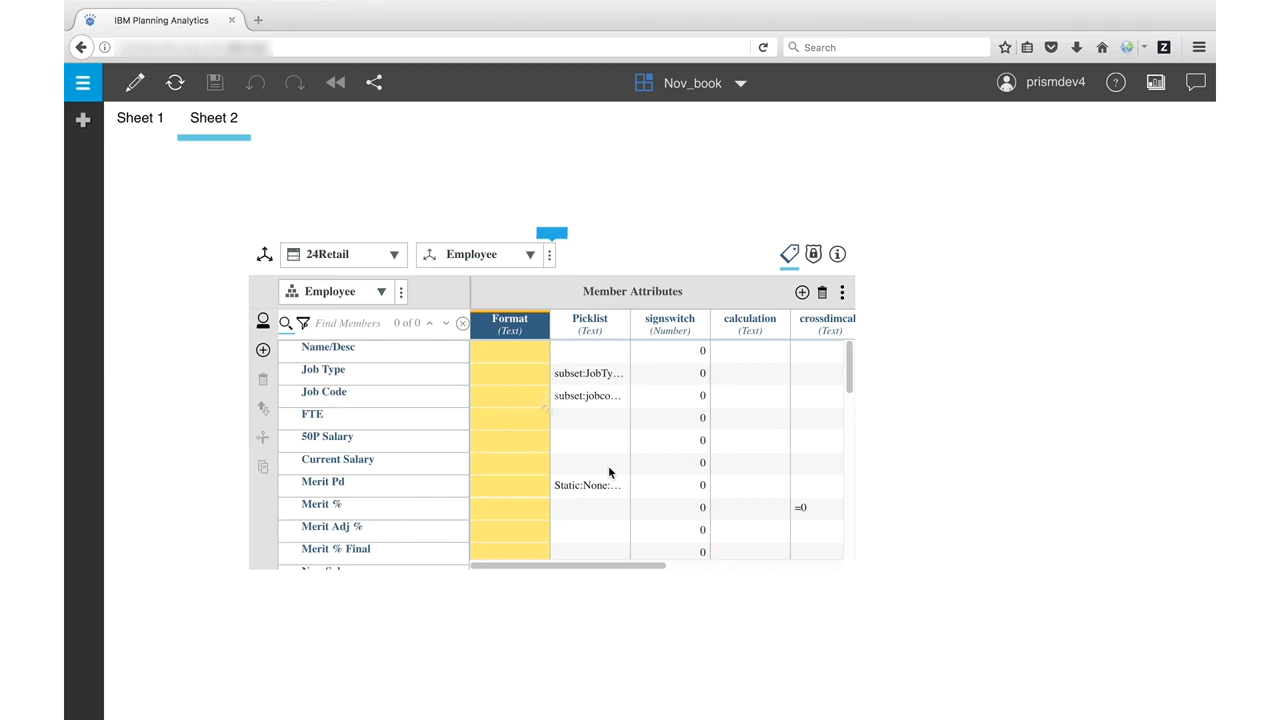 IBM Planning Analytics
Search
Nov_book
prismdev4
Sheet 1 Sheet 2
24Retail Employee
Employee Member Attributes
Find Members 0 of 0
Format Picklist signswitch calculation crossdimcal
(Text) (Text) (Number) (Text) (Text)
Name/Desc 0
Job Type subset:JobTy... 0
Job Code subset:jobco... 0
FTE 0
50P Salary 0
Current Salary 0
Merit Pd Static:None:... 0
Merit % 0 =0
Merit Adj % 0
Merit % Final 0